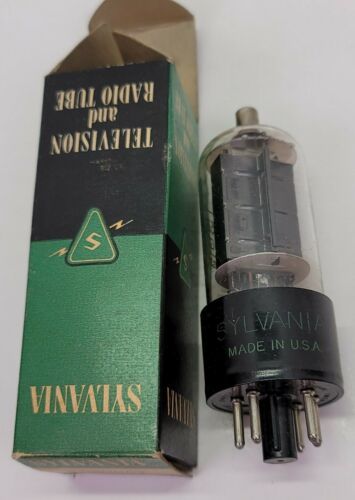 TELEVISION
and
RADIO TUBE
S
SYLVANIA
SYLVANIA
MADE IN U.S.A.